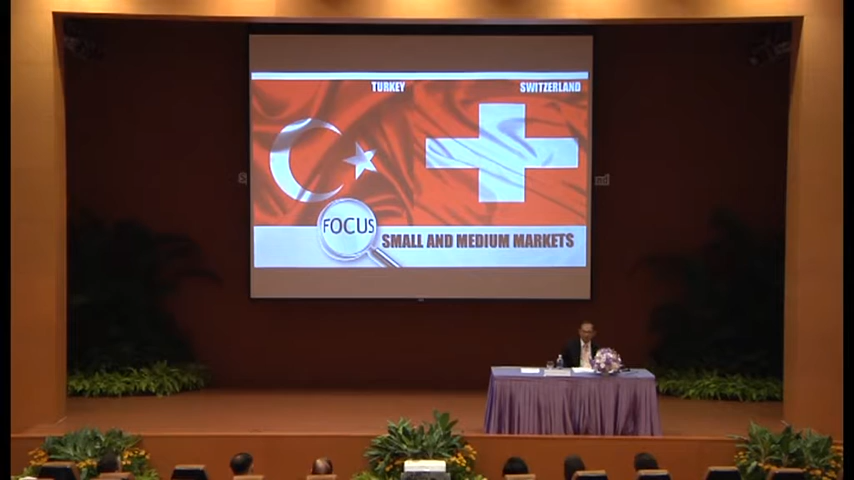 TURKEY
SWITZERLAND
FOCUS
SMALL AND MEDIUM MARKETS